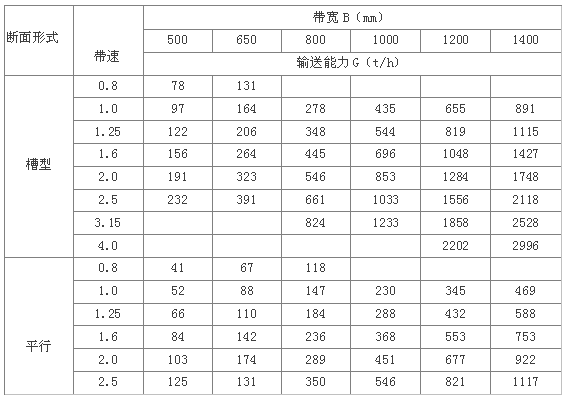 断面形式 带速 带宽 B（mm）
500 650 800 1000 1200 1400
输送能力 G（t/h）
槽型
0.8 78 131
1.0 97 164 278 435 655 891
1.25 122 206 348 544 819 1115
1.6 156 264 445 696 1048 1427
2.0 191 323 546 853 1284 1748
2.5 232 391 661 1033 1556 2118
3.15 824 1233 1858 2528
4.0 2202 2996
平行
0.8 41 67 118
1.0 52 88 147 230 345 469
1.25 66 110 184 288 432 588
1.6 84 142 236 368 553 753
2.0 103 174 289 451 677 922
2.5 125 131 350 546 821 1117